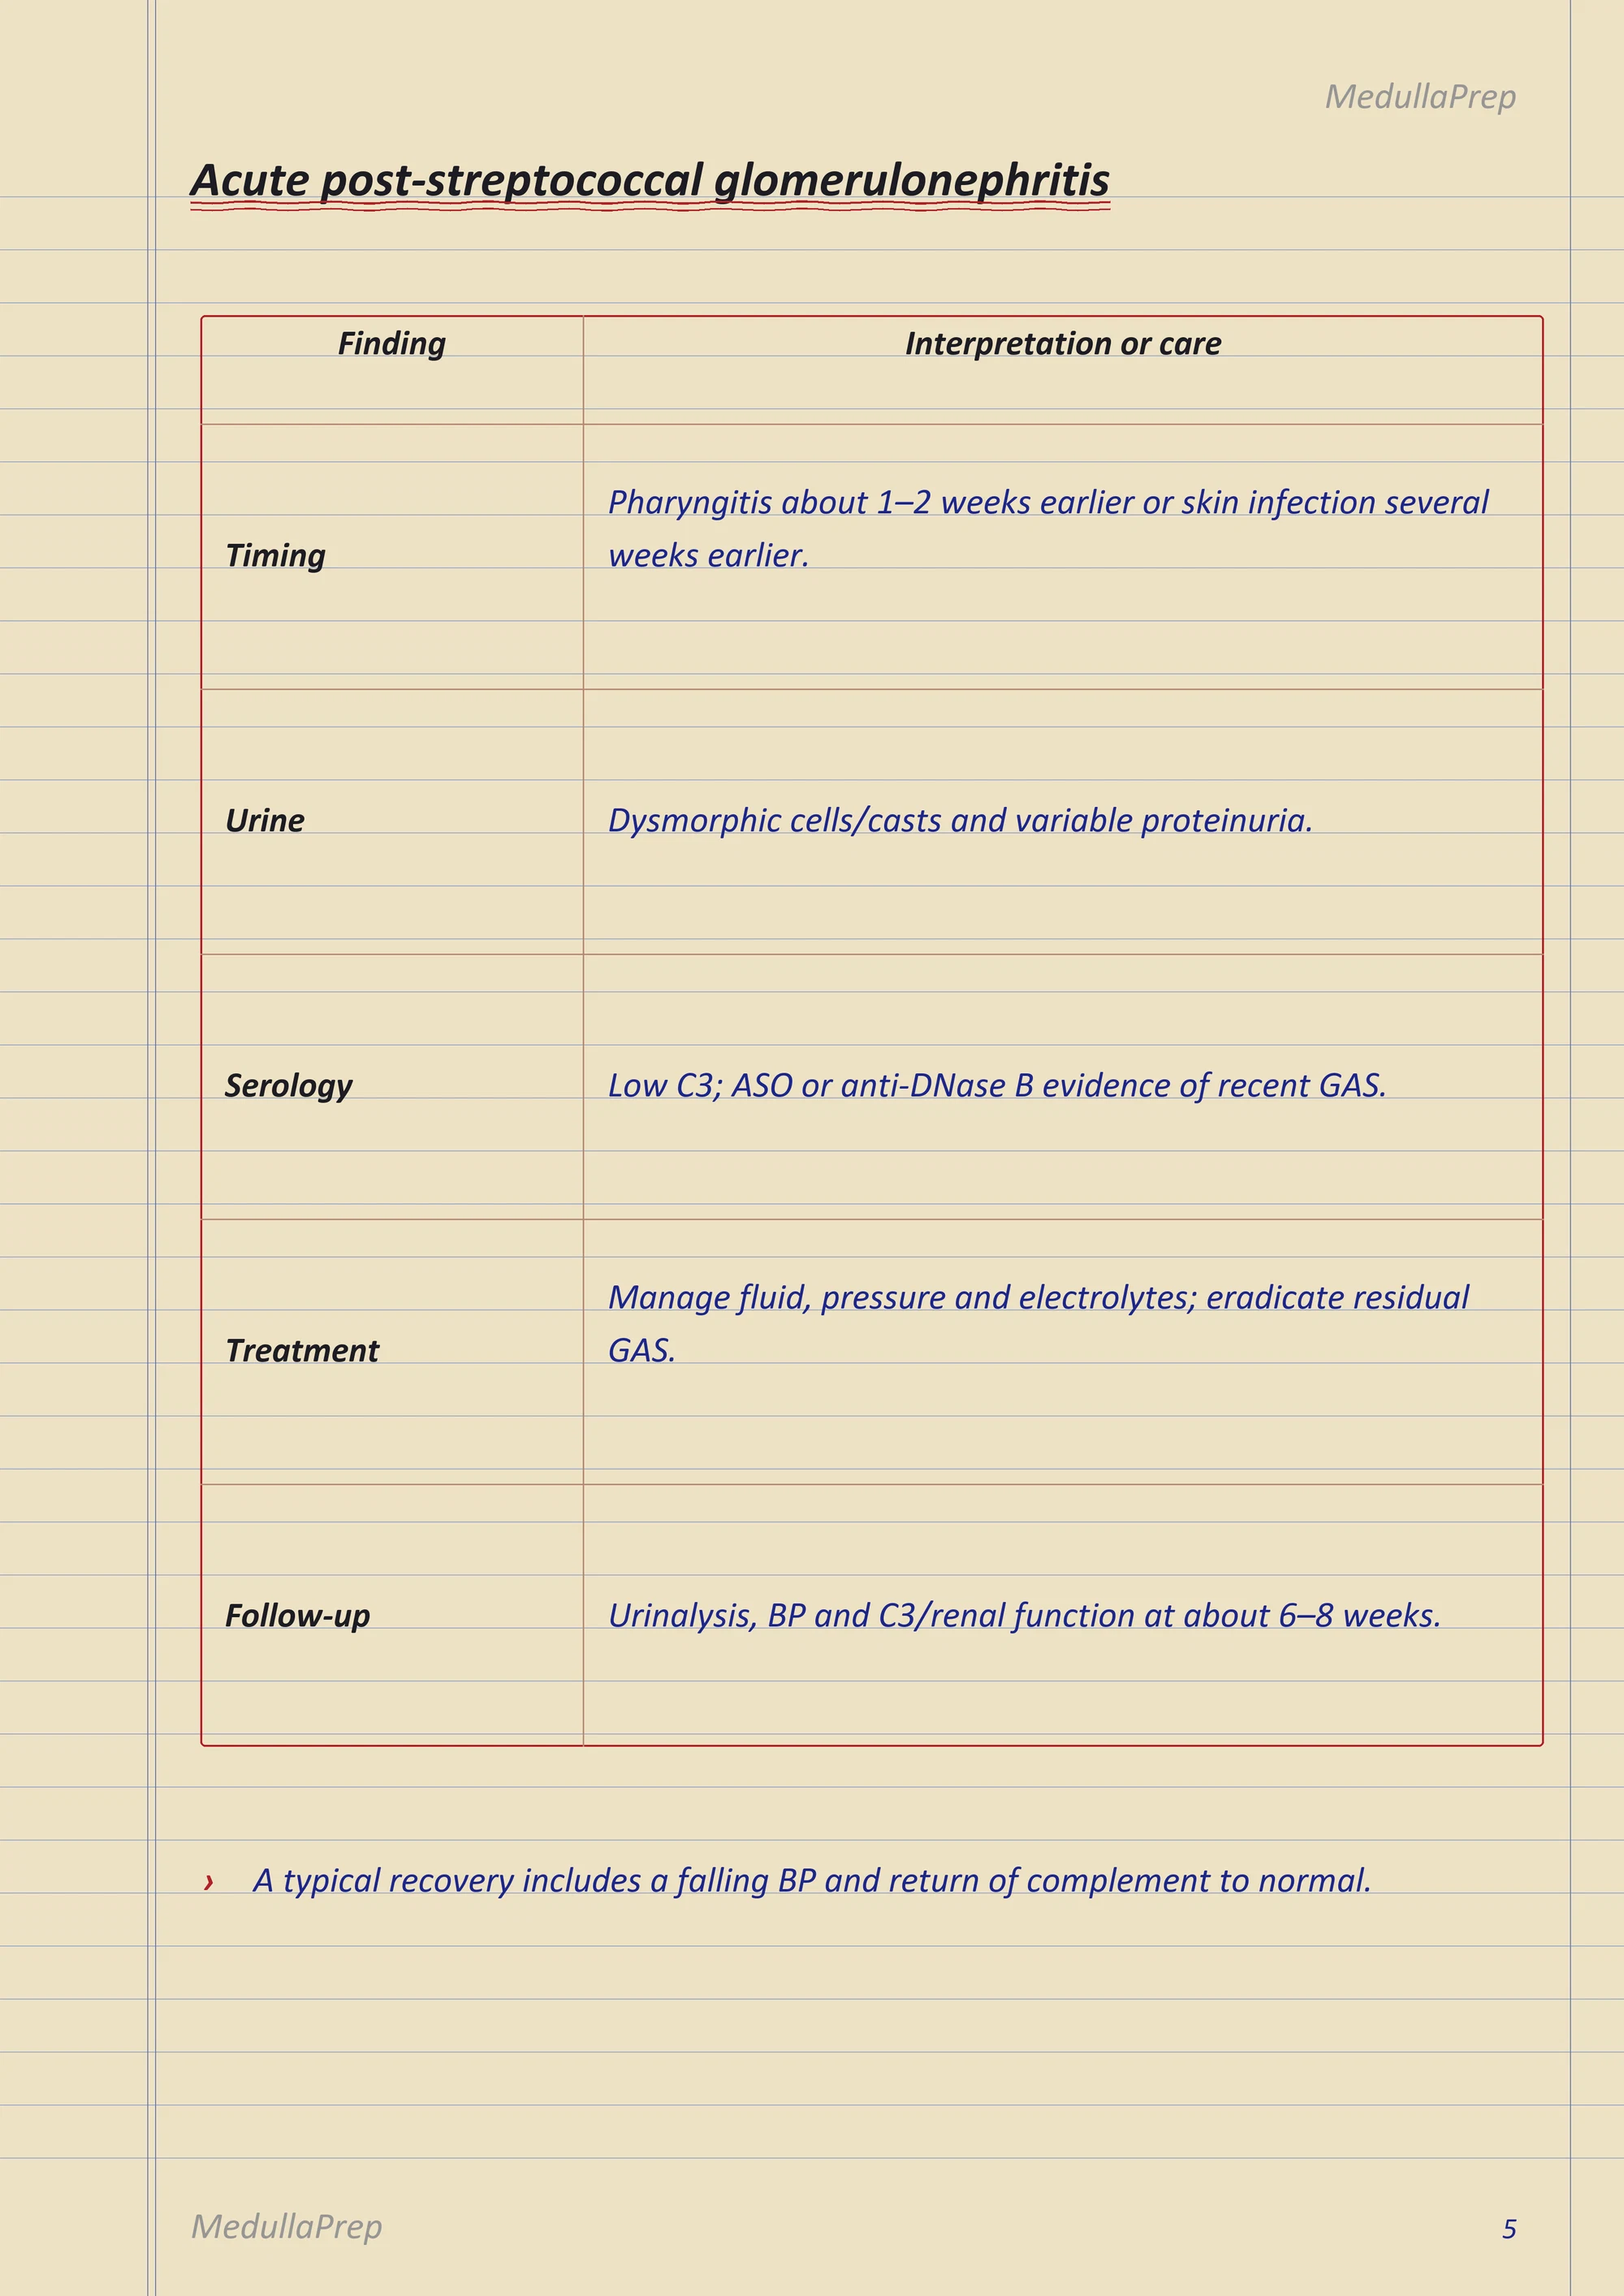 MedullaPrep
Acute post-streptococcal glomerulonephritis
Finding
Interpretation or care
Timing
Pharyngitis about 1–2 weeks earlier or skin infection several
weeks earlier.
Urine
Dysmorphic cells/casts and variable proteinuria.
Serology
Low C3; ASO or anti-DNase B evidence of recent GAS.
Treatment
Manage fluid, pressure and electrolytes; eradicate residual
GAS.
Follow-up
Urinalysis, BP and C3/renal function at about 6–8 weeks.
› A typical recovery includes a falling BP and return of complement to normal.
MedullaPrep
5